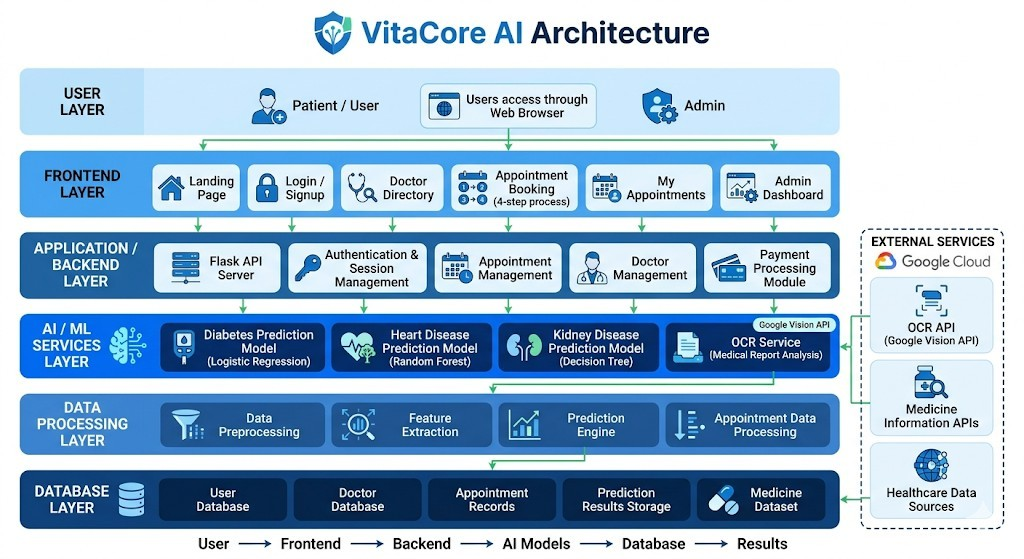 VitaCore AI Architecture
USER
LAYER
Patient / User
Users access through
Web Browser
Admin
FRONTEND
LAYER
Landing
Page
Login /
Signup
Doctor
Directory
Appointment
Booking
(4-step process)
1 2
3 3
My
Appointments
Admin
Dashboard
APPLICATION /
BACKEND
LAYER
Flask API
Server
Authentication &
Session
Management
Appointment
Management
Doctor
Management
Payment
Processing
Module
AI / ML
SERVICES
LAYER
Diabetes Prediction
Model
(Logistic Regression)
Heart Disease
Prediction Model
(Random Forest)
Kidney Disease
Prediction Model
(Decision Tree)
Google Vision API
OCR Service
(Medical Report Analysis)
DATA
PROCESSING
LAYER
Data
Preprocessing
Feature
Extraction
Prediction
Engine
Appointment Data
Processing
DATABASE
LAYER
User
Database
Doctor
Database
Appointment
Records
Prediction
Results Storage
Medicine
Dataset
EXTERNAL SERVICES
Google Cloud
OCR API
(Google Vision API)
Medicine
Information APIs
Healthcare Data
Sources
User → Frontend → Backend → AI Models → Database → Results